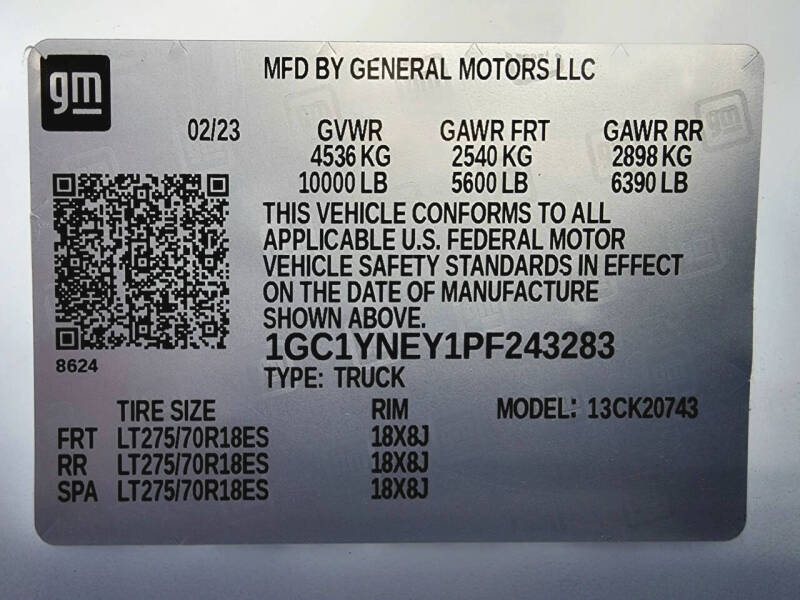 gm
MFD BY GENERAL MOTORS LLC
02/23 GVWR GAWR FRT GAWR RR
4536 KG 2540 KG 2898 KG
10000 LB 5600 LB 6390 LB
THIS VEHICLE CONFORMS TO ALL
APPLICABLE U.S. FEDERAL MOTOR
VEHICLE SAFETY STANDARDS IN EFFECT
ON THE DATE OF MANUFACTURE
SHOWN ABOVE.
1GC1YNEY1PF243283
8624
TYPE: TRUCK
TIRE SIZE RIM MODEL: 13CK20743
FRT LT275/70R18ES 18X8J
RR LT275/70R18ES 18X8J
SPA LT275/70R18ES 18X8J